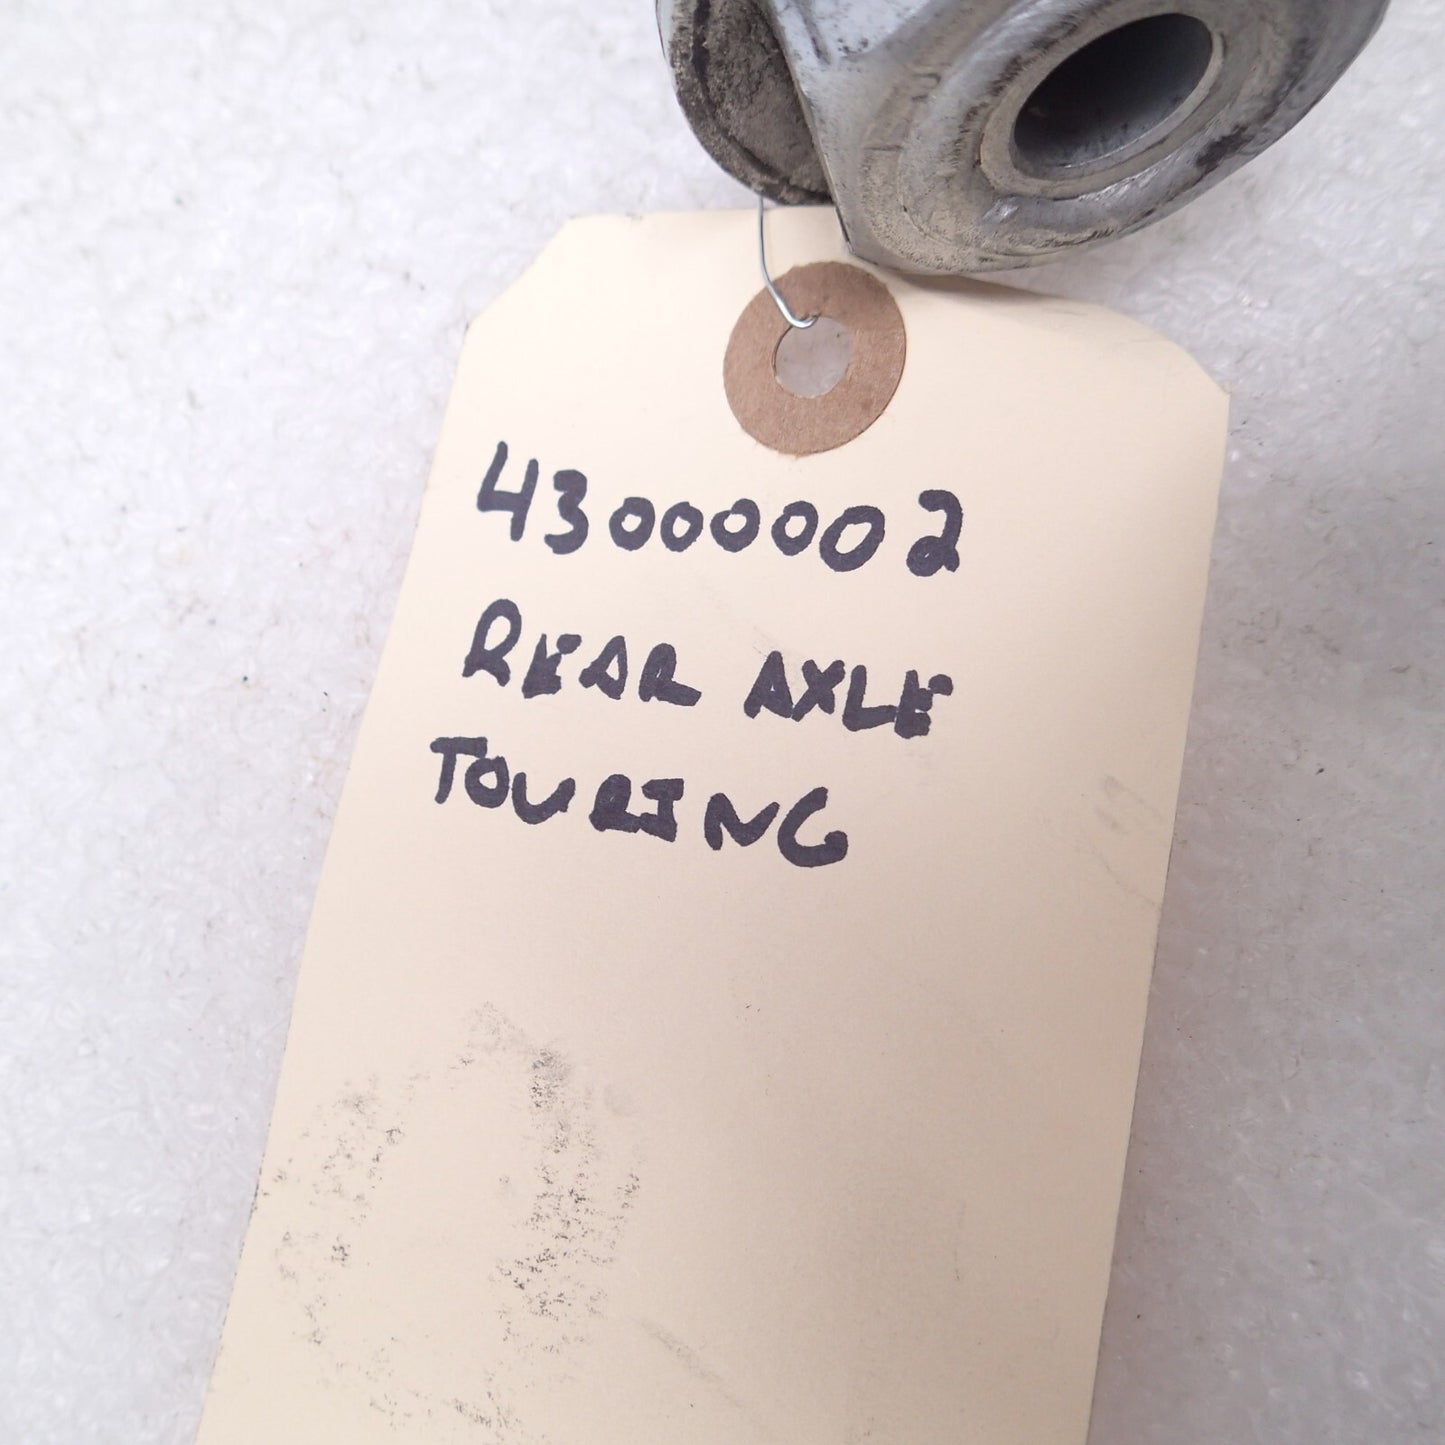 43000002
REAR AXLE
TOURING